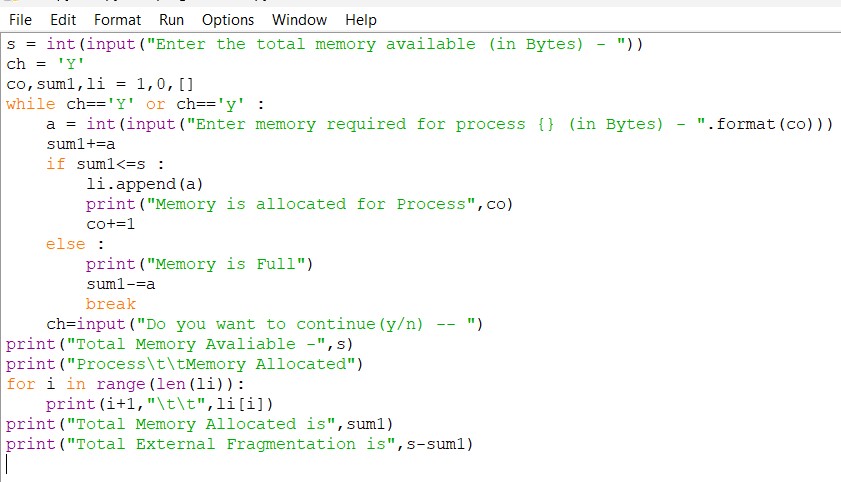 File Edit Format Run Options Window Help
s = int(input("Enter the total memory available (in Bytes) - "))
ch = 'Y'
co,sum1,li = 1,0,[]
while ch=='Y' or ch=='y' :
    a = int(input("Enter memory required for process {} (in Bytes) - ".format(co)))
    sum1+=a
    if sum1<=s :
        li.append(a)
        print("Memory is allocated for Process",co)
        co+=1
    else :
        print("Memory is Full")
        sum1-=a
        break
    ch=input("Do you want to continue(y/n) -- ")
print("Total Memory Avaliable -",s)
print("Process\t\tMemory Allocated")
for i in range(len(li)):
    print(i+1,"\t\t",li[i])
print("Total Memory Allocated is",sum1)
print("Total External Fragmentation is",s-sum1)